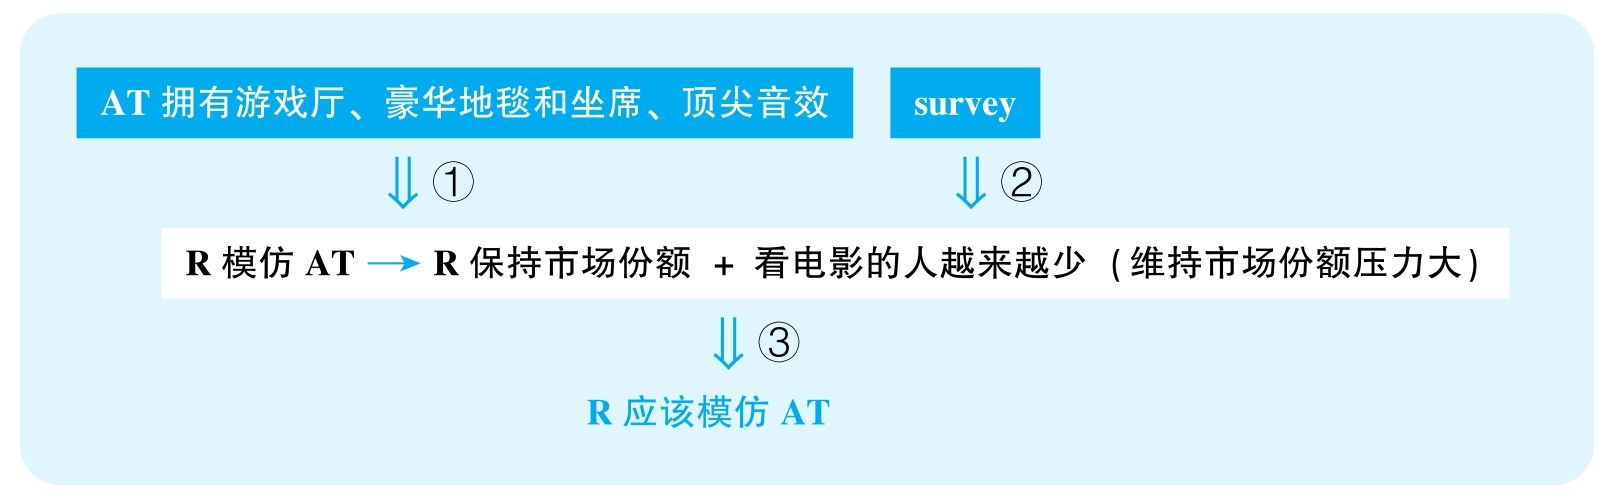 AT 拥有游戏厅、豪华地毯和坐席、顶尖音效 survey
① ②
R 模仿 AT → R 保持市场份额 + 看电影的人越来越少 (维持市场份额压力大)
③
R 应该模仿 AT